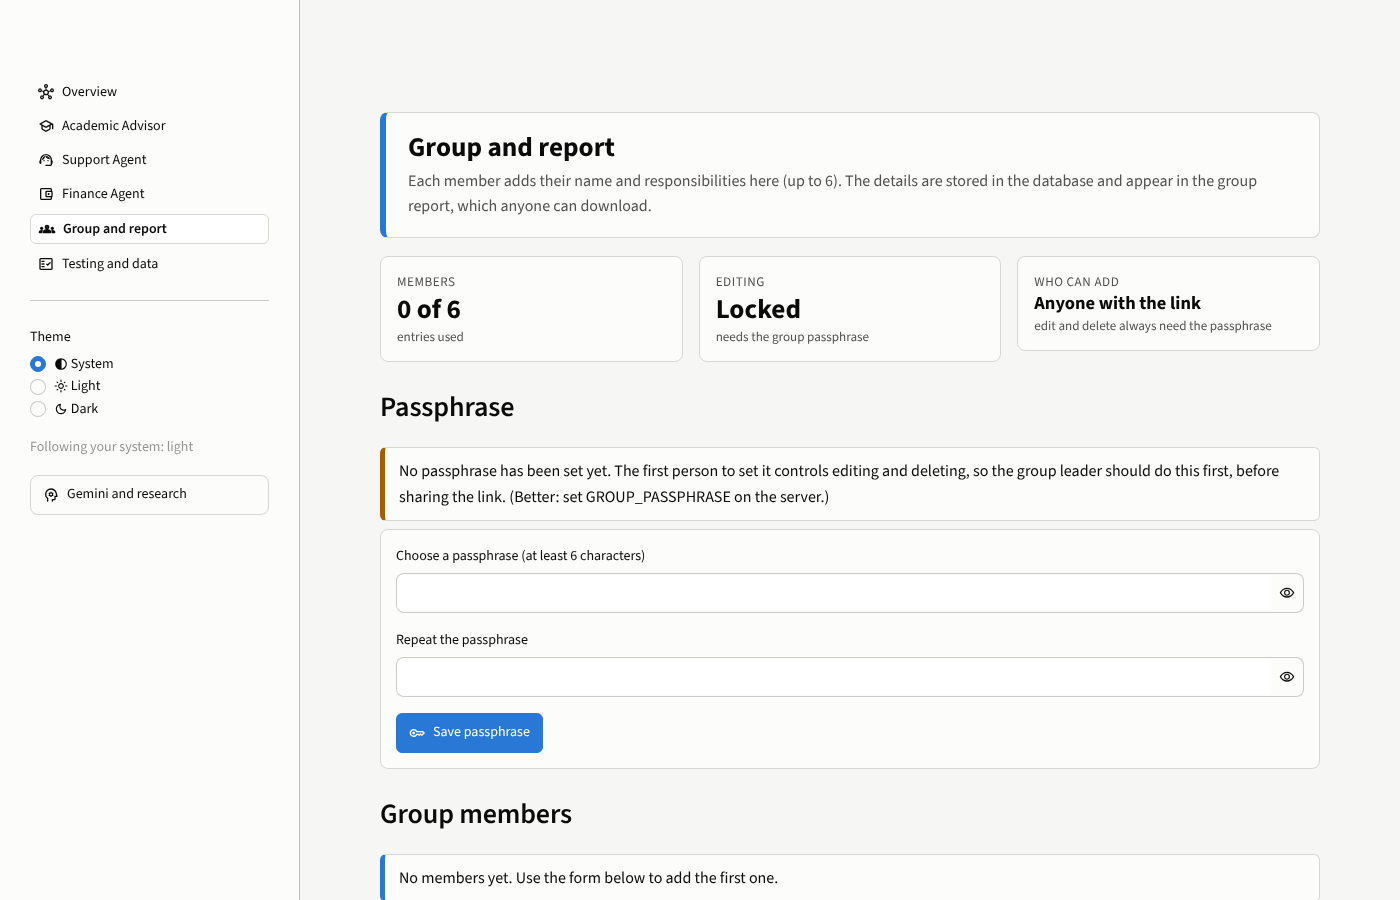 Overview
Academic Advisor
Support Agent
Finance Agent
Group and report
Testing and data
Theme
System
Light
Dark
Following your system: light
Gemini and research
Group and report
Each member adds their name and responsibilities here (up to 6). The details are stored in the database and appear in the group
report, which anyone can download.
MEMBERS
0 of 6
entries used
EDITING
Locked
needs the group passphrase
WHO CAN ADD
Anyone with the link
edit and delete always need the passphrase
Passphrase
No passphrase has been set yet. The first person to set it controls editing and deleting, so the group leader should do this first, before
sharing the link. (Better: set GROUP_PASSPHRASE on the server.)
Choose a passphrase (at least 6 characters)
Repeat the passphrase
Save passphrase
Group members
No members yet. Use the form below to add the first one.